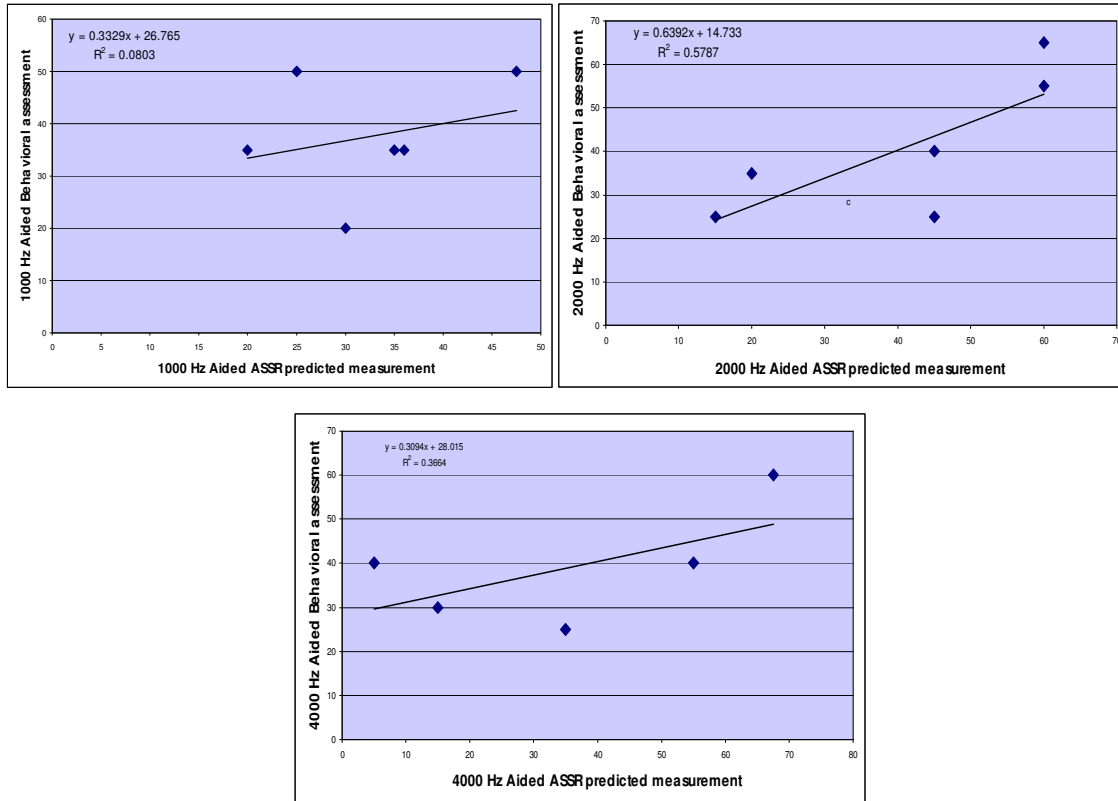 y = 0.3329x + 26.765
R² = 0.0803
1000 Hz Aided Behavioral assessment
60
50
40
30
20
10
0
0 5 10 15 20 25 30 35 40 45 50
1000 Hz Aided ASSR predicted measurement
y = 0.6392x + 14.733
R² = 0.5787
2000 Hz Aided Behavioral assessment
70
60
50
40
30
20
10
0
c
0 10 20 30 40 50 60 70
2000 Hz Aided ASSR predicted measurement
y = 0.3094x + 28.015
R² = 0.3664
4000 Hz Aided Behavioral assessment
70
60
50
40
30
20
10
0
0 10 20 30 40 50 60 70 80
4000 Hz Aided ASSR predicted measurement